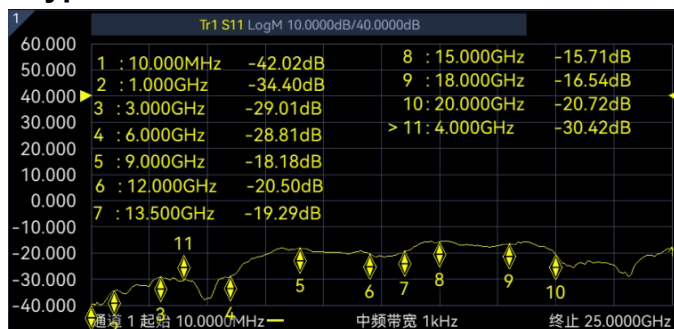 1
Tr1 S11 LogM 10.0000dB/40.0000dB
60.000
50.000
40.000
30.000
20.000
10.000
0.000
-10.000
-20.000
-30.000
-40.000
1 :10.000MHz -42.02dB
2 :1.000GHz -34.40dB
3 :3.000GHz -29.01dB
4 :6.000GHz -28.81dB
5 :9.000GHz -18.18dB
6 :12.000GHz -20.50dB
7 :13.500GHz -19.29dB
8 :15.000GHz -15.71dB
9 :18.000GHz -16.54dB
10:20.000GHz -20.72dB
>11:4.000GHz -30.42dB
11
3
4
5
6
7
8
9
10
通道 1 起始 10.0000MHz
中频带宽 1kHz
终止 25.0000GHz